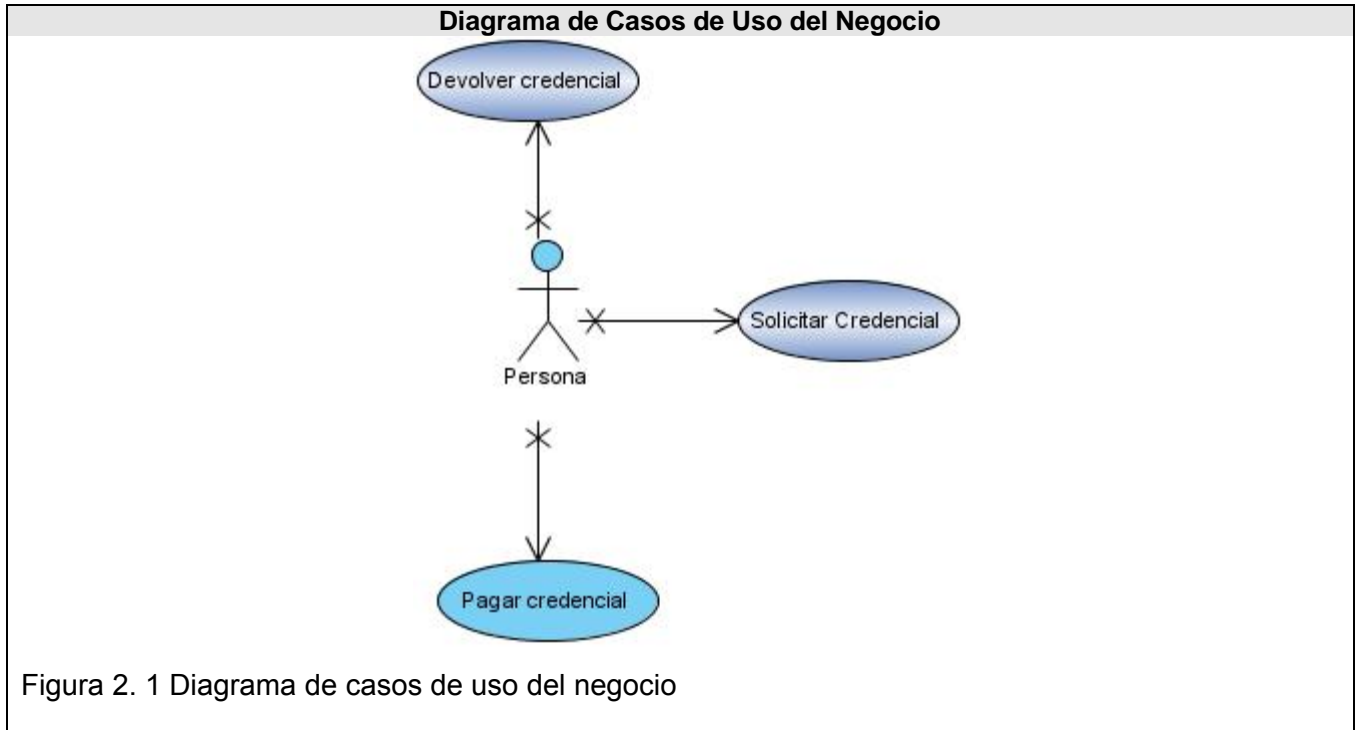 Diagrama de Casos de Uso del Negocio
Devolver credencial
Solicitar Credencial
Persona
Pagar credencial
Figura 2. 1 Diagrama de casos de uso del negocio